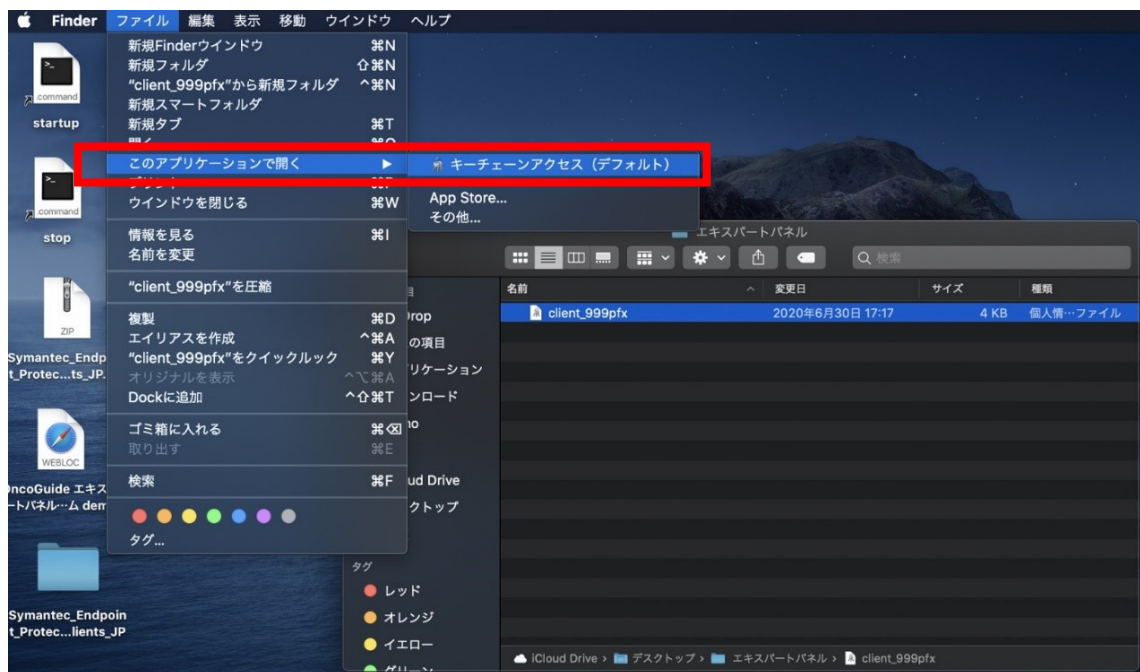 Finder ファイル 編集 表示 移動 ウインドウ ヘルプ
新規Finderウインドウ ⌘N
新規フォルダ ⇧⌘N
“client_999pfx”から新規フォルダ ^⌘N
新規スマートフォルダ
新規タブ ⌘T
このアプリケーションで開く ▶
キーチェーンアクセス（デフォルト）
App Store...
その他...
ウインドウを閉じる ⌘W
情報を見る ⌘I
名前を変更
“client_999pfx”を圧縮
複製 ⌘D
エイリアスを作成 ^⌘A
“client_999pfx”をクイックルック ⌘Y
オリジナルを表示 ^⌥⌘A
Dockに追加 ^⇧⌘T
ゴミ箱に入れる ⌘⌫
取り出す ⌘E
検索 ⌘F
タグ...
.command
startup
.command
stop
ZIP
Symantec_Endp
t_Protec...ts_JP.
WEBLOC
OncoGuide エキス
ートパネル…ム dem
Symantec_Endpoin
t_Protec...lients_JP
エキスパートパネル
検索
名前 変更日 サイズ 種類
client_999pfx 2020年6月30日 17:17 4 KB 個人情…ファイル
rop
の項目
リケーション
ンロード
no
ud Drive
クトップ
タグ
レッド
オレンジ
イエロー
グリーン
iCloud Drive › デスクトップ › エキスパートパネル › client_999pfx